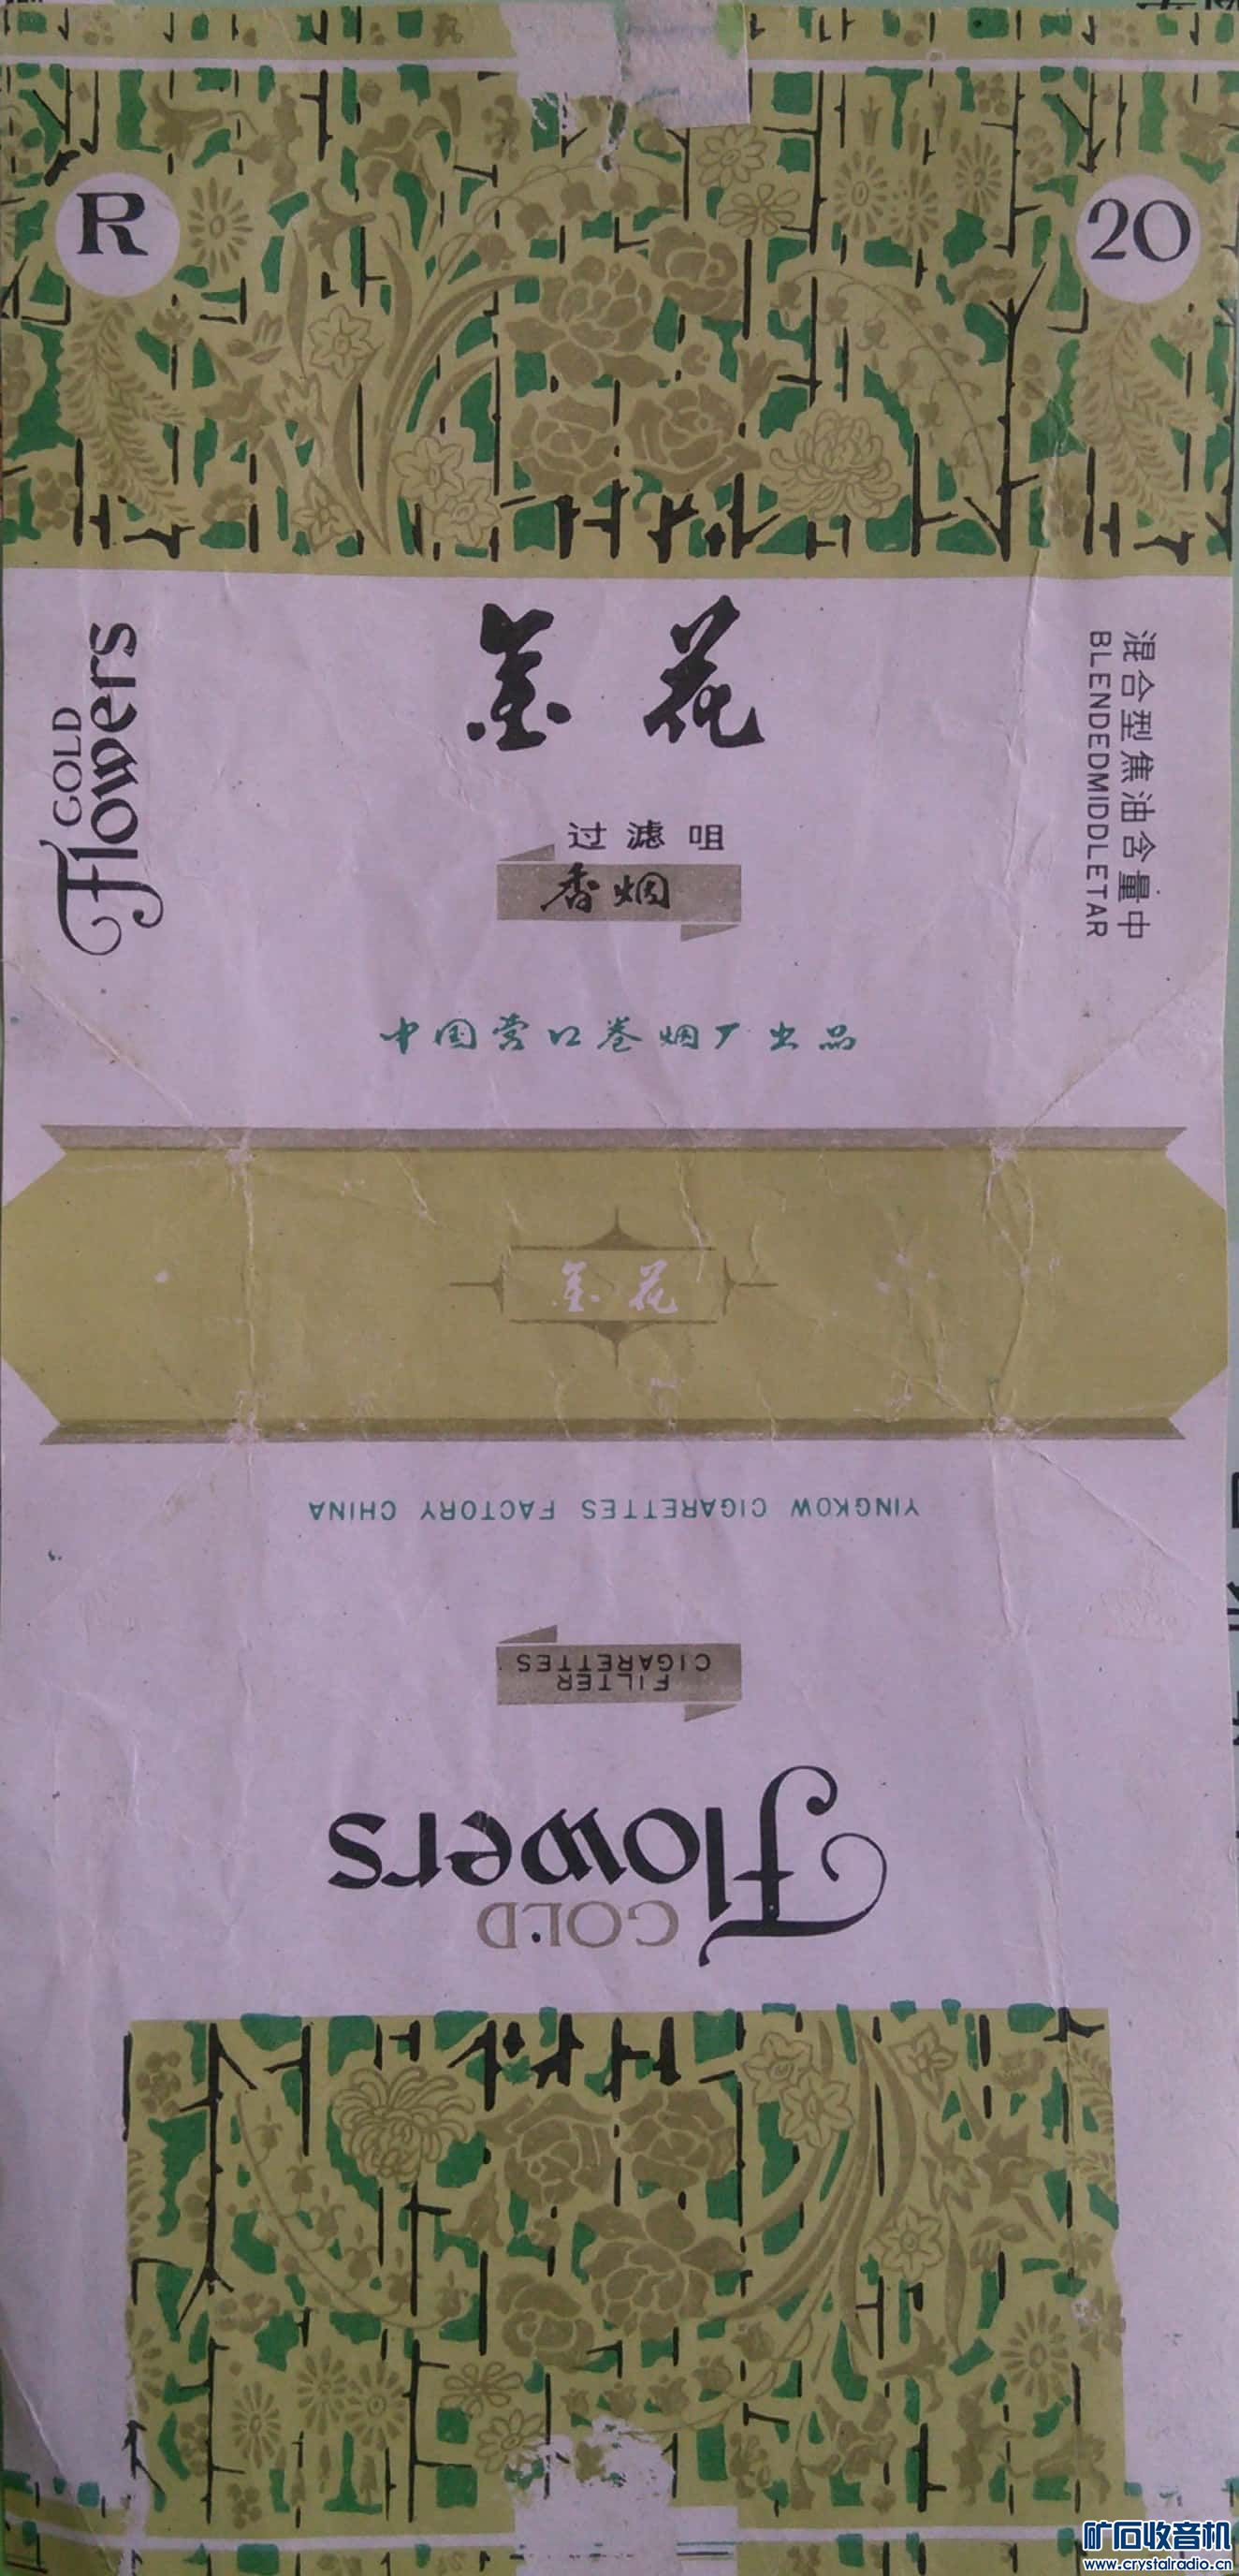 R
20
金花
GOLD
Flowers
过滤咀
香烟
混合型焦油含量中
BLENDEDMIDDLETAR
中国营口卷烟厂出品
金花
YINGKOW CIGARETTES FACTORY CHINA
FILTER
CIGARETTES
GOLD
Flowers
矿石收音机
www.crystalradio.cn